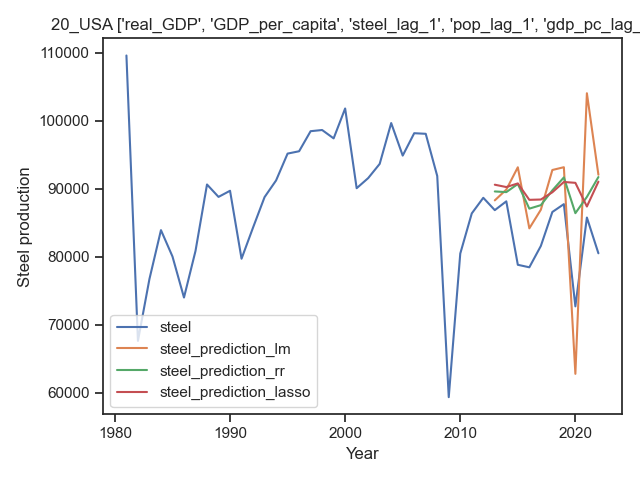 20_USA ['real_GDP', 'GDP_per_capita', 'steel_lag_1', 'pop_lag_1', 'gdp_pc_lag_
110000
100000
90000
80000
70000
60000
Steel production
steel
steel_prediction_lm
steel_prediction_rr
steel_prediction_lasso
1980
1990
2000
2010
2020
Year